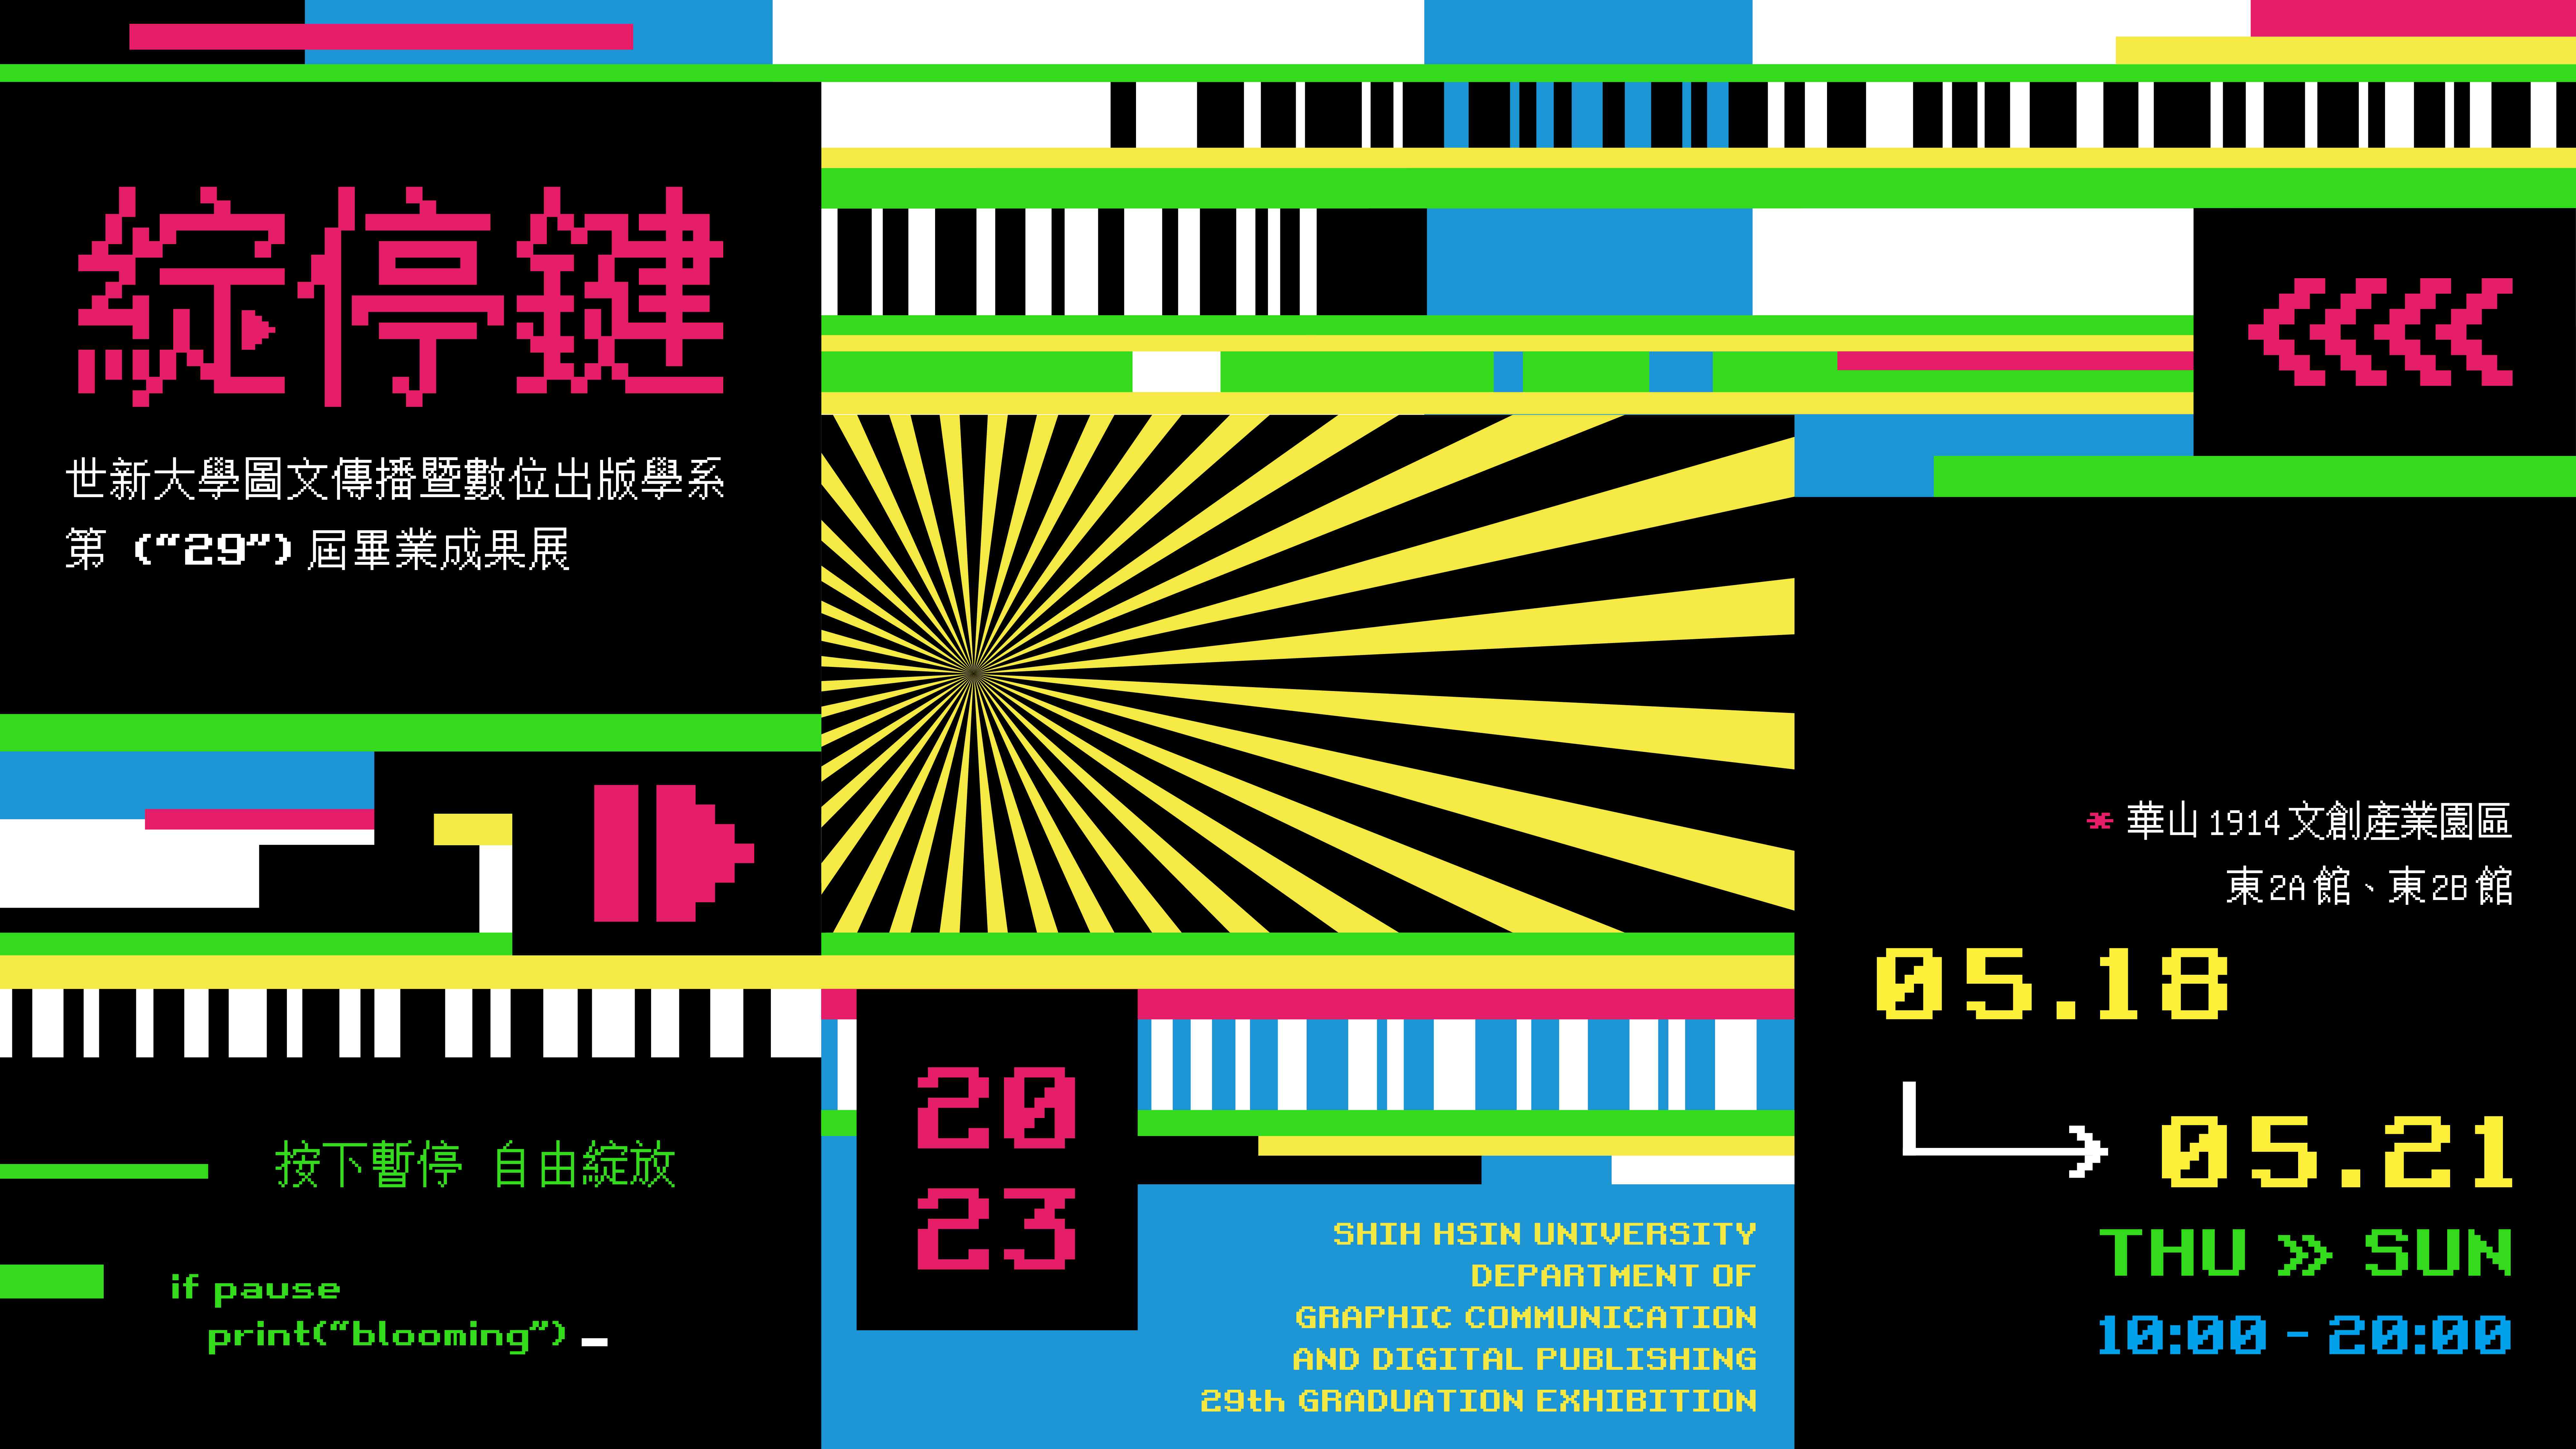 綻停鍵
世新大學圖文傳播暨數位出版學系
第 (“29”) 屆畢業成果展
按下暫停 自由綻放
if pause
print(“blooming”) _
20
23
SHIH HSIN UNIVERSITY
DEPARTMENT OF
GRAPHIC COMMUNICATION
AND DIGITAL PUBLISHING
29th GRADUATION EXHIBITION
* 華山 1914 文創產業園區
東 2A 館、東 2B 館
05.18
05.21
THU » SUN
10:00 - 20:00